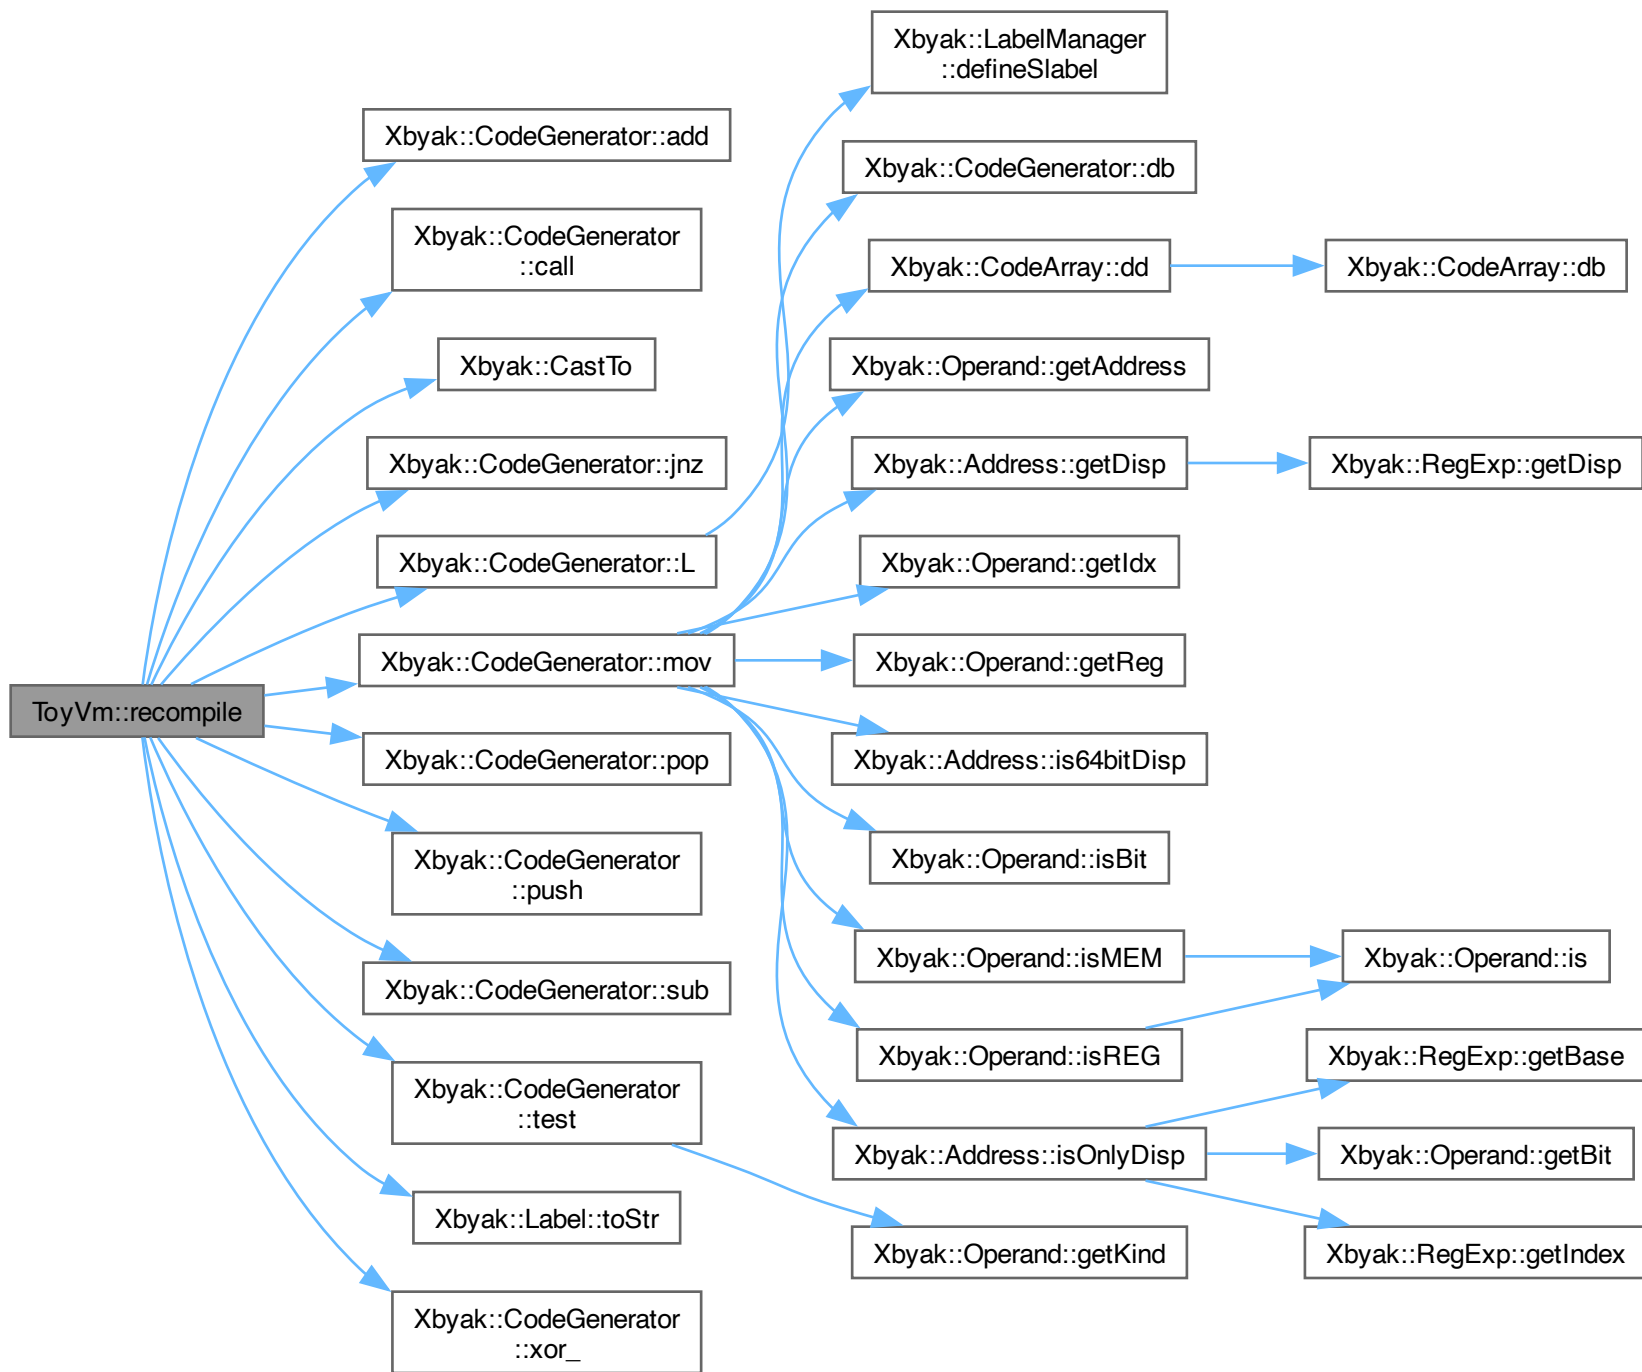 ToyVm::recompile
Xbyak::CodeGenerator::add
Xbyak::CodeGenerator
::call
Xbyak::CastTo
Xbyak::CodeGenerator::jnz
Xbyak::CodeGenerator::L
Xbyak::CodeGenerator::mov
Xbyak::CodeGenerator::pop
Xbyak::CodeGenerator
::push
Xbyak::CodeGenerator::sub
Xbyak::CodeGenerator
::test
Xbyak::Label::toStr
Xbyak::CodeGenerator
::xor_
Xbyak::LabelManager
::defineSlabel
Xbyak::CodeGenerator::db
Xbyak::CodeArray::dd
Xbyak::Operand::getAddress
Xbyak::Address::getDisp
Xbyak::Operand::getIdx
Xbyak::Operand::getReg
Xbyak::Address::is64bitDisp
Xbyak::Operand::isBit
Xbyak::Operand::isMEM
Xbyak::Operand::isREG
Xbyak::Address::isOnlyDisp
Xbyak::Operand::getKind
Xbyak::CodeArray::db
Xbyak::RegExp::getDisp
Xbyak::Operand::is
Xbyak::RegExp::getBase
Xbyak::Operand::getBit
Xbyak::RegExp::getIndex